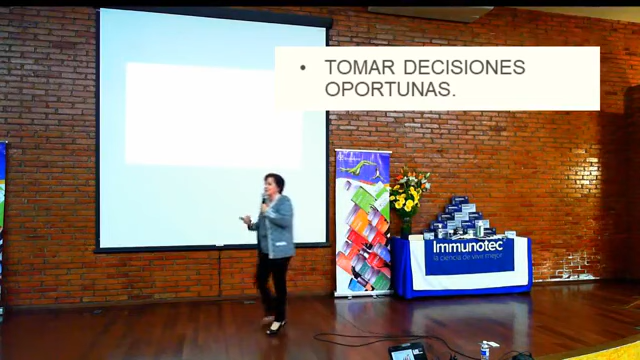 • TOMAR DECISIONES
OPORTUNAS.
Immunotec
la ciencia de vivir mejor